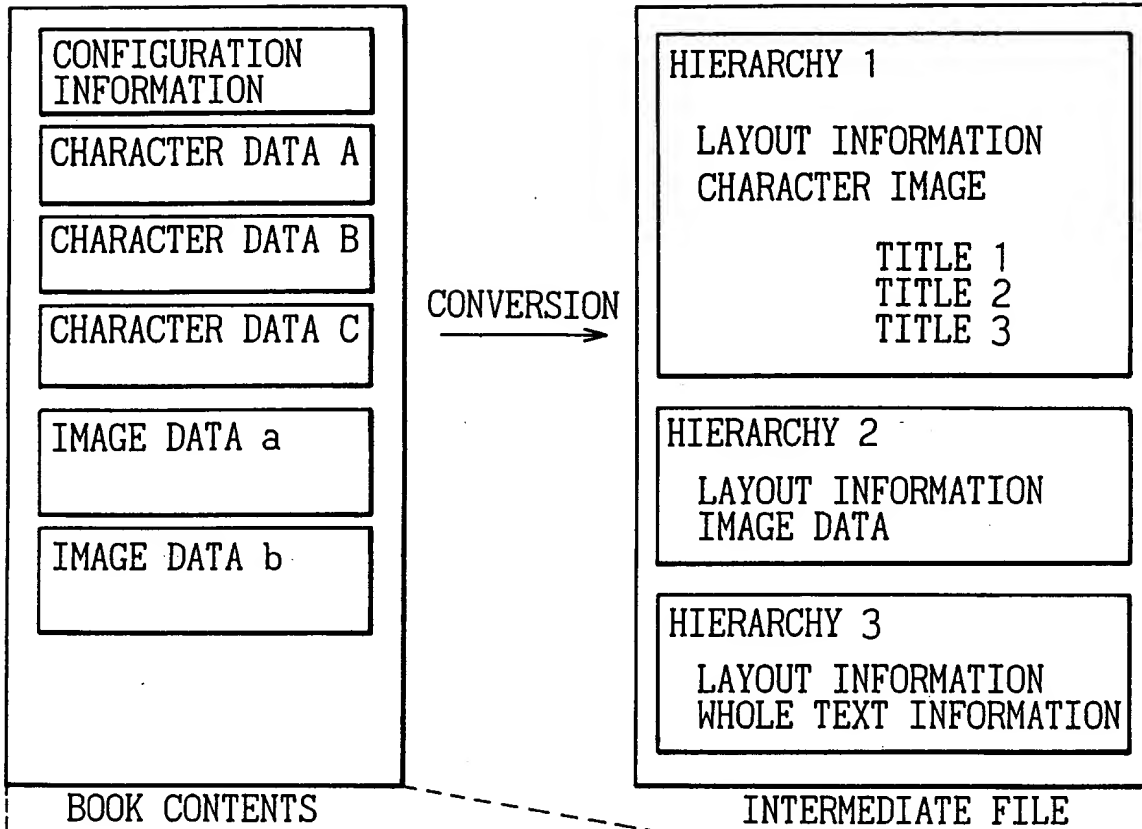 CONFIGURATION
INFORMATION
CHARACTER DATA A
CHARACTER DATA B
CHARACTER DATA C
IMAGE DATA a
IMAGE DATA b
BOOK CONTENTS
CONVERSION
HIERARCHY 1
LAYOUT INFORMATION
CHARACTER IMAGE
TITLE 1
TITLE 2
TITLE 3
HIERARCHY 2
LAYOUT INFORMATION
IMAGE DATA
HIERARCHY 3
LAYOUT INFORMATION
WHOLE TEXT INFORMATION
INTERMEDIATE FILE